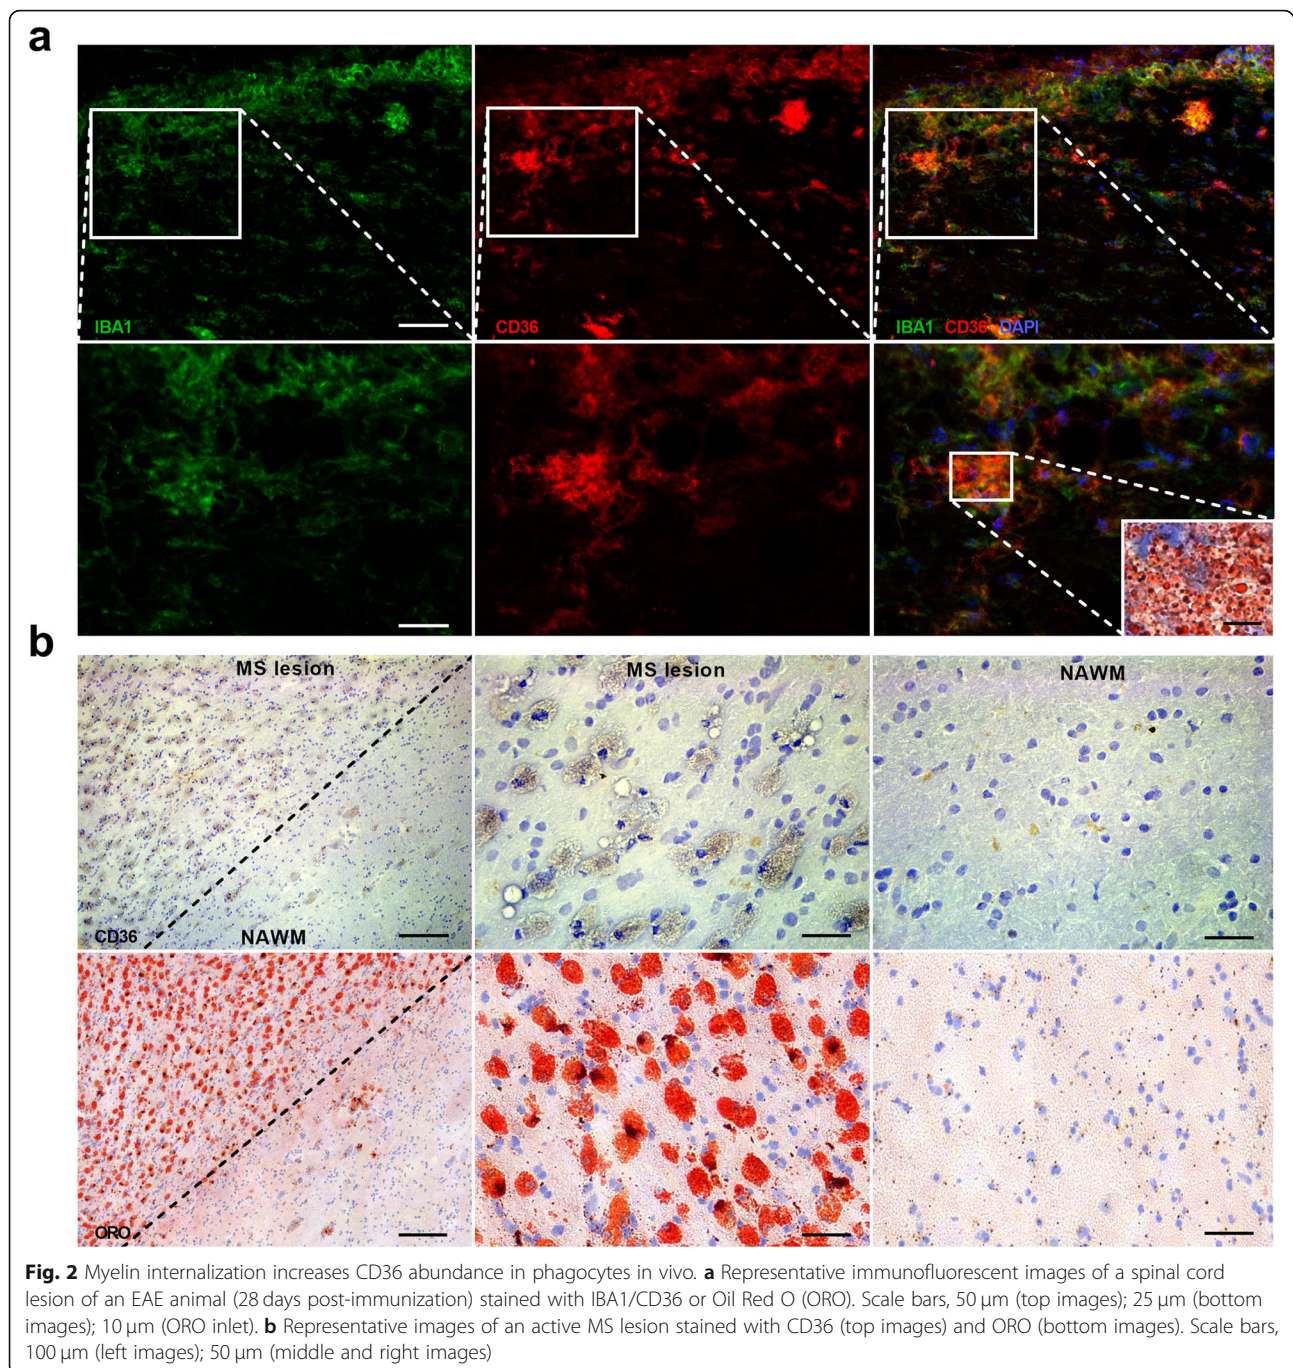 a
IBA1
CD36
IBA1 CD36 DAPI
b
MS lesion
MS lesion
NAWM
CD36
NAWM
ORO
Fig. 2 Myelin internalization increases CD36 abundance in phagocytes in vivo. a Representative immunofluorescent images of a spinal cord
lesion of an EAE animal (28 days post-immunization) stained with IBA1/CD36 or Oil Red O (ORO). Scale bars, 50 μm (top images); 25 μm (bottom
images); 10 μm (ORO inlet). b Representative images of an active MS lesion stained with CD36 (top images) and ORO (bottom images). Scale bars,
100 μm (left images); 50 μm (middle and right images)